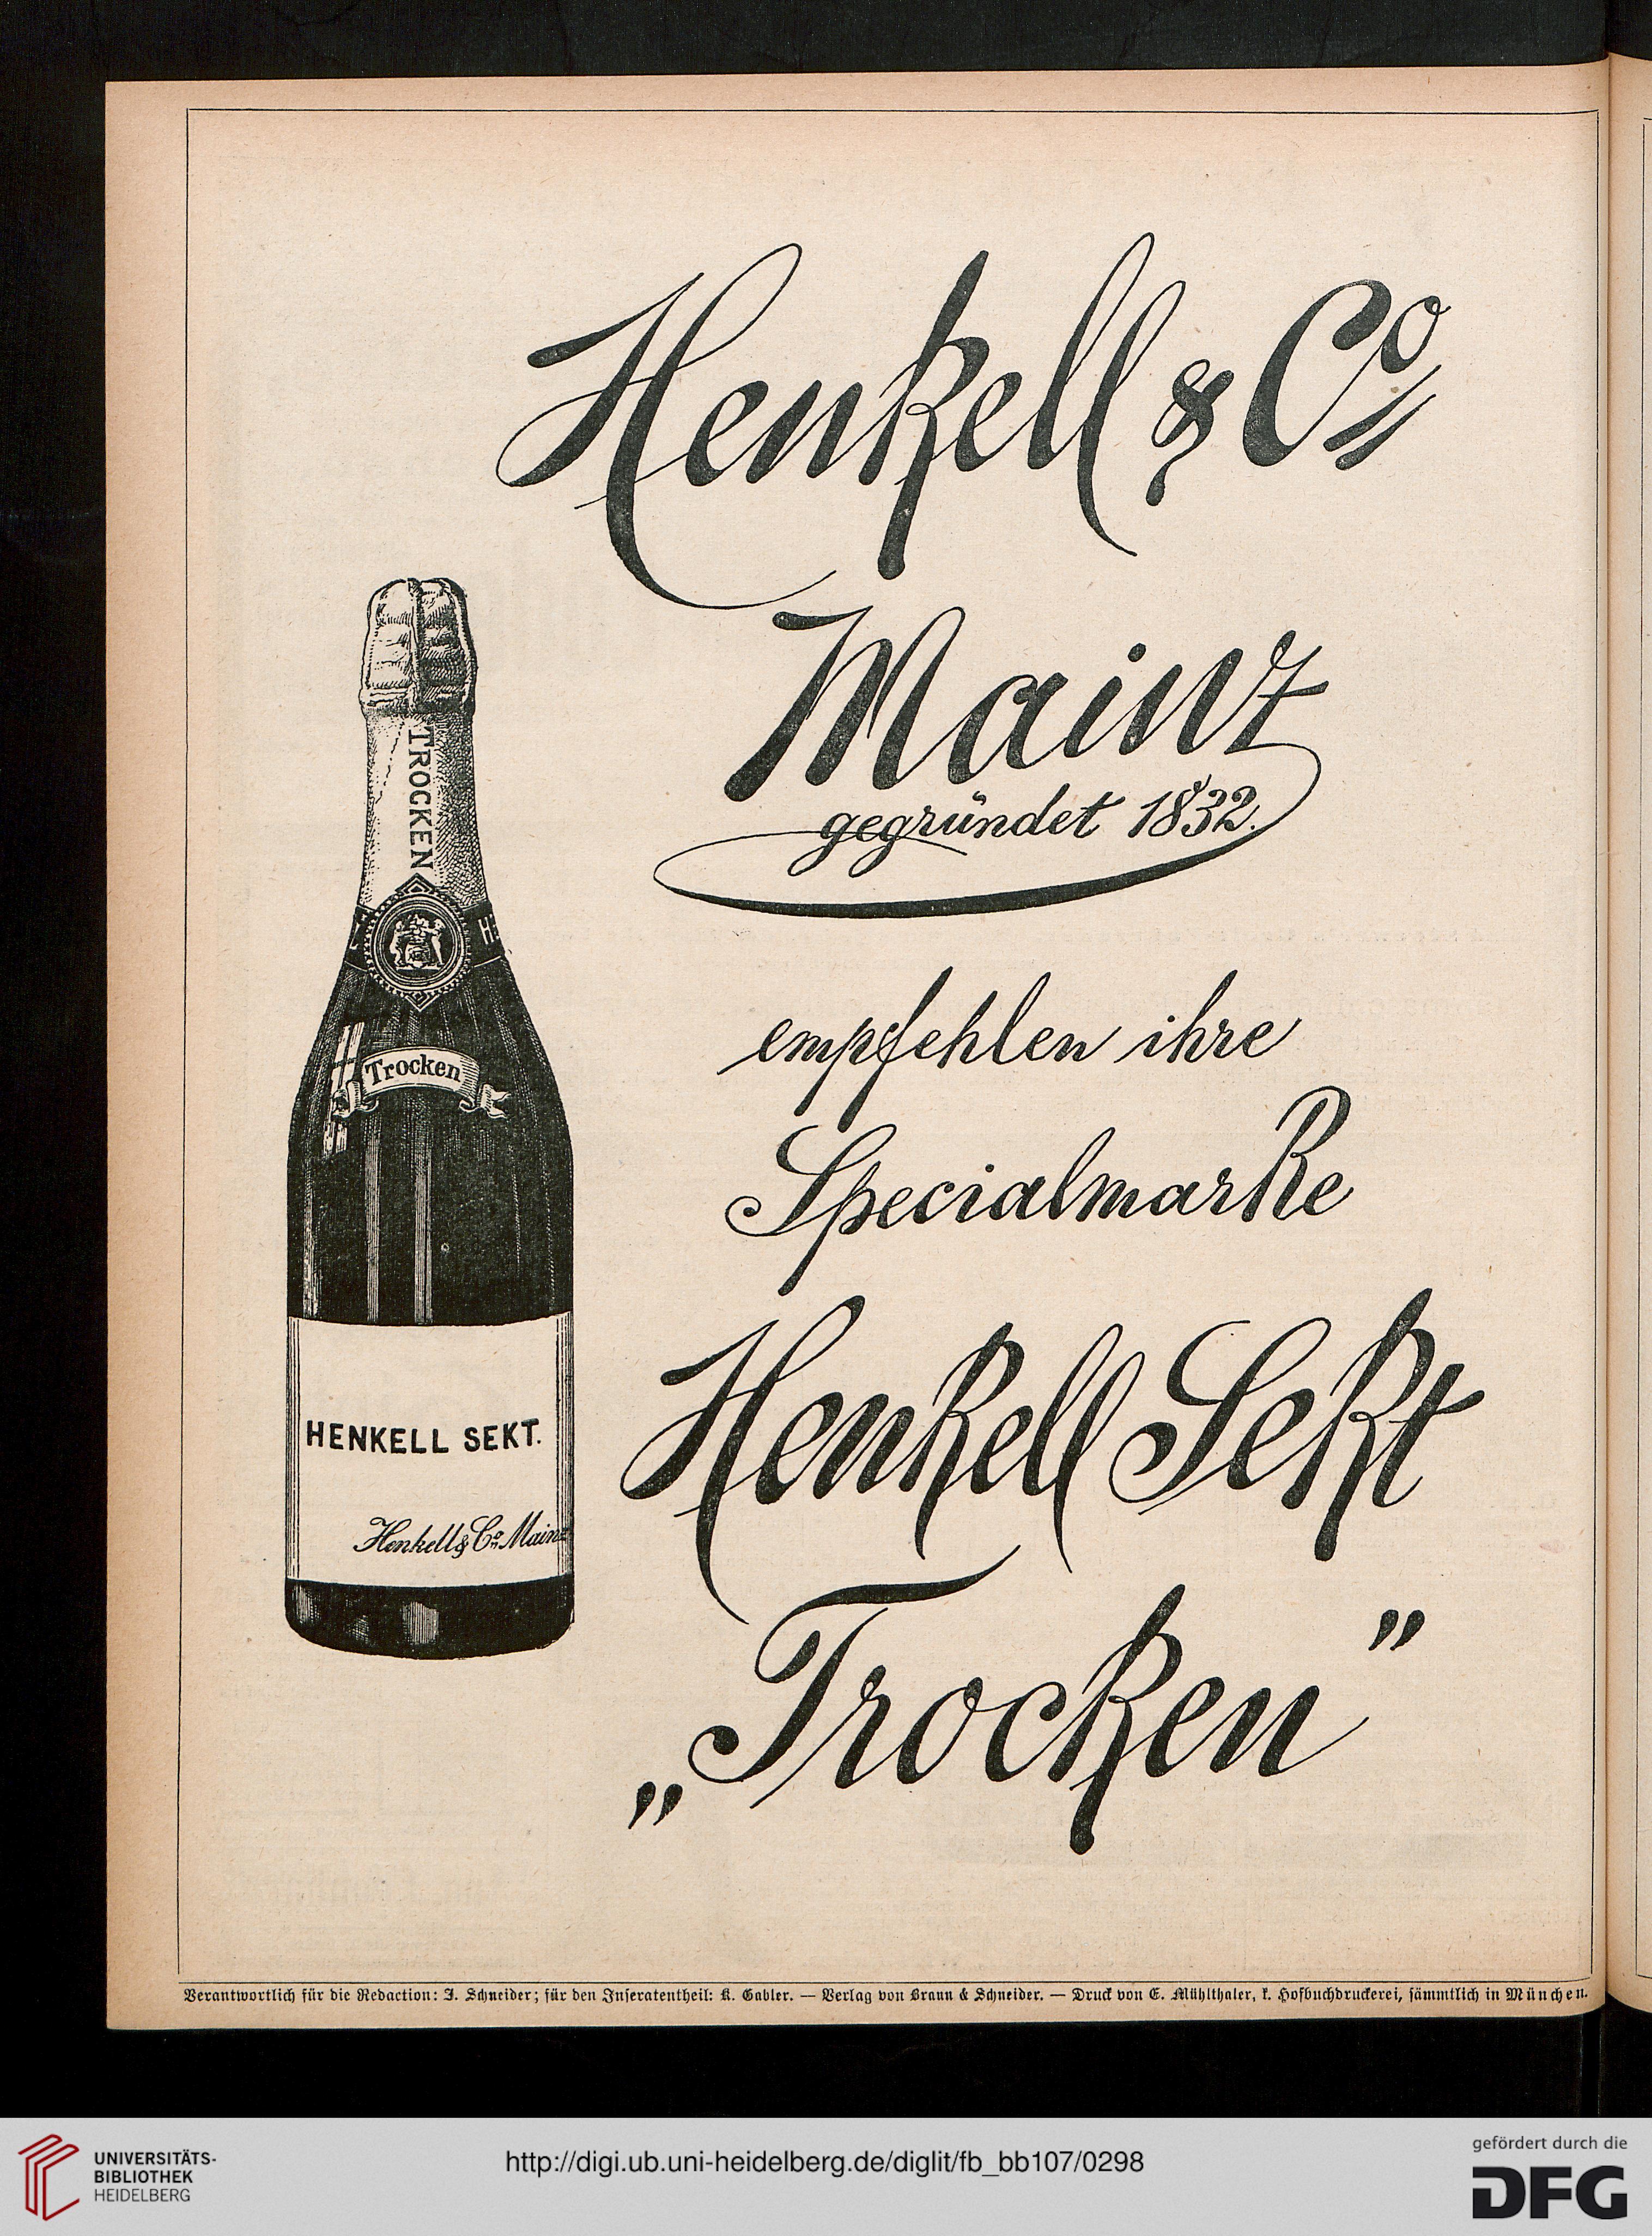 Henkell & Co
Mainz
gegründet 1832.
empfehlen ihre
Specialmarke
Henkell Sekt
„Trocken”
TROCKEN
Trocken
HENKELL SEKT.
Henkell & Co Mainz
Verantwortlich für die Redaction: J. Schneider; für den Inseratentheil: K. Gabler. — Verlag von Braun & Schneider. — Druck von E. Mühlthaler, k. Hofbuchdruckerei, sämmtlich in München.
UNIVERSITÄTS-
BIBLIOTHEK
HEIDELBERG
http://digi.ub.uni-heidelberg.de/diglit/fb_bb107/0298
gefördert durch die
DFG